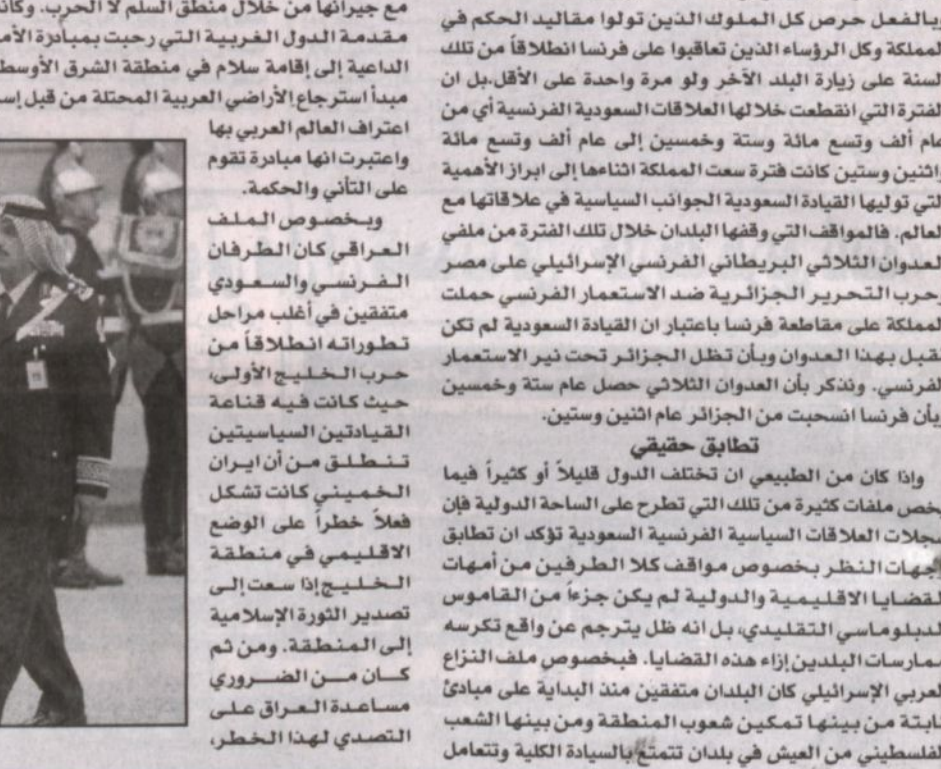 وبالفعل حرص كل الملوك الذين تولوا مقاليد الحكم في
المملكة وكل الرؤساء الذين تعاقبوا على فرنسا انطلاقاً من تلك
السنة على زيارة البلد الآخر ولو مرة واحدة على الأقل.بل ان
الفترة التي انقطعت خلالها العلاقات السعودية الفرنسية أي من
عام ألف وتسع مائة وستة وخمسين إلى عام ألف وتسع مائة
واثنين وستين كانت فترة سعت المملكة اثناءها إلى ابراز الأهمية
التي توليها القيادة السعودية الجوانب السياسية في علاقاتها مع
العالم. فالمواقف التي وقفها البلدان خلال تلك الفترة من ملفي
العدوان الثلاثي البريطاني الفرنسي الإسرائيلي على مصر
وحرب التحرير الجزائرية ضد الاستعمار الفرنسي حملت
المملكة على مقاطعة فرنسا باعتبار ان القيادة السعودية لم تكن
تقبل بهذا العدوان وبأن تظل الجزائر تحت نير الاستعمار
الفرنسي. ونذكر بأن العدوان الثلاثي حصل عام ستة وخمسين
وبأن فرنسا انسحبت من الجزائر عام اثنين وستين.
تطابق حقيقي
واذا كان من الطبيعي ان تختلف الدول قليلاً أو كثيراً فيما
يخص ملفات كثيرة من تلك التي تطرح على الساحة الدولية فإن
سجلات العلاقات السياسية الفرنسية السعودية تؤكد ان تطابق
وجهات النظر بخصوص مواقف كلا الطرفين من أمهات
القضايا الاقليمية والدولية لم يكن جزءاً من القاموس
الدبلوماسي التقليدي، بل انه ظل يترجم عن واقع تكرسه
ممارسات البلدين إزاء هذه القضايا. فبخصوص ملف النزاع
العربي الإسرائيلي كان البلدان متفقين منذ البداية على مبادئ
ثابتة من بينها تمكين شعوب المنطقة ومن بينها الشعب
الفلسطيني من العيش في بلدان تتمتع بالسيادة الكلية وتتعامل
مع جيرانها من خلال منطق السلم لا الحرب. وكانت
مقدمة الدول الغربية التي رحبت بمبادرة
الداعية إلى إقامة سلام في منطقة الشرق الأوسط
مبدأ استرجاع الأراضي العربية المحتلة من قبل
اعتراف العالم العربي بها
واعتبرت انها مبادرة تقوم
على التأني والحكمة.
وبخصوص الملف
العراقي كان الطرفان
الفرنسي والسعودي
متفقين في أغلب مراحل
تطوراته انطلاقاً من
حرب الخليج الأولى،
حيث كانت فيه قناعة
القيادتين السياسيتين
تنطلق من أن ايران
الخميني كانت تشكل
فعلاً خطراً على الوضع
الاقليمي في منطقة
الخليج إذا سعت إلى
تصدير الثورة الإسلامية
إلى المنطقة. ومن ثم
كان من الضروري
مساعدة العراق على
التصدي لهذا الخطر،